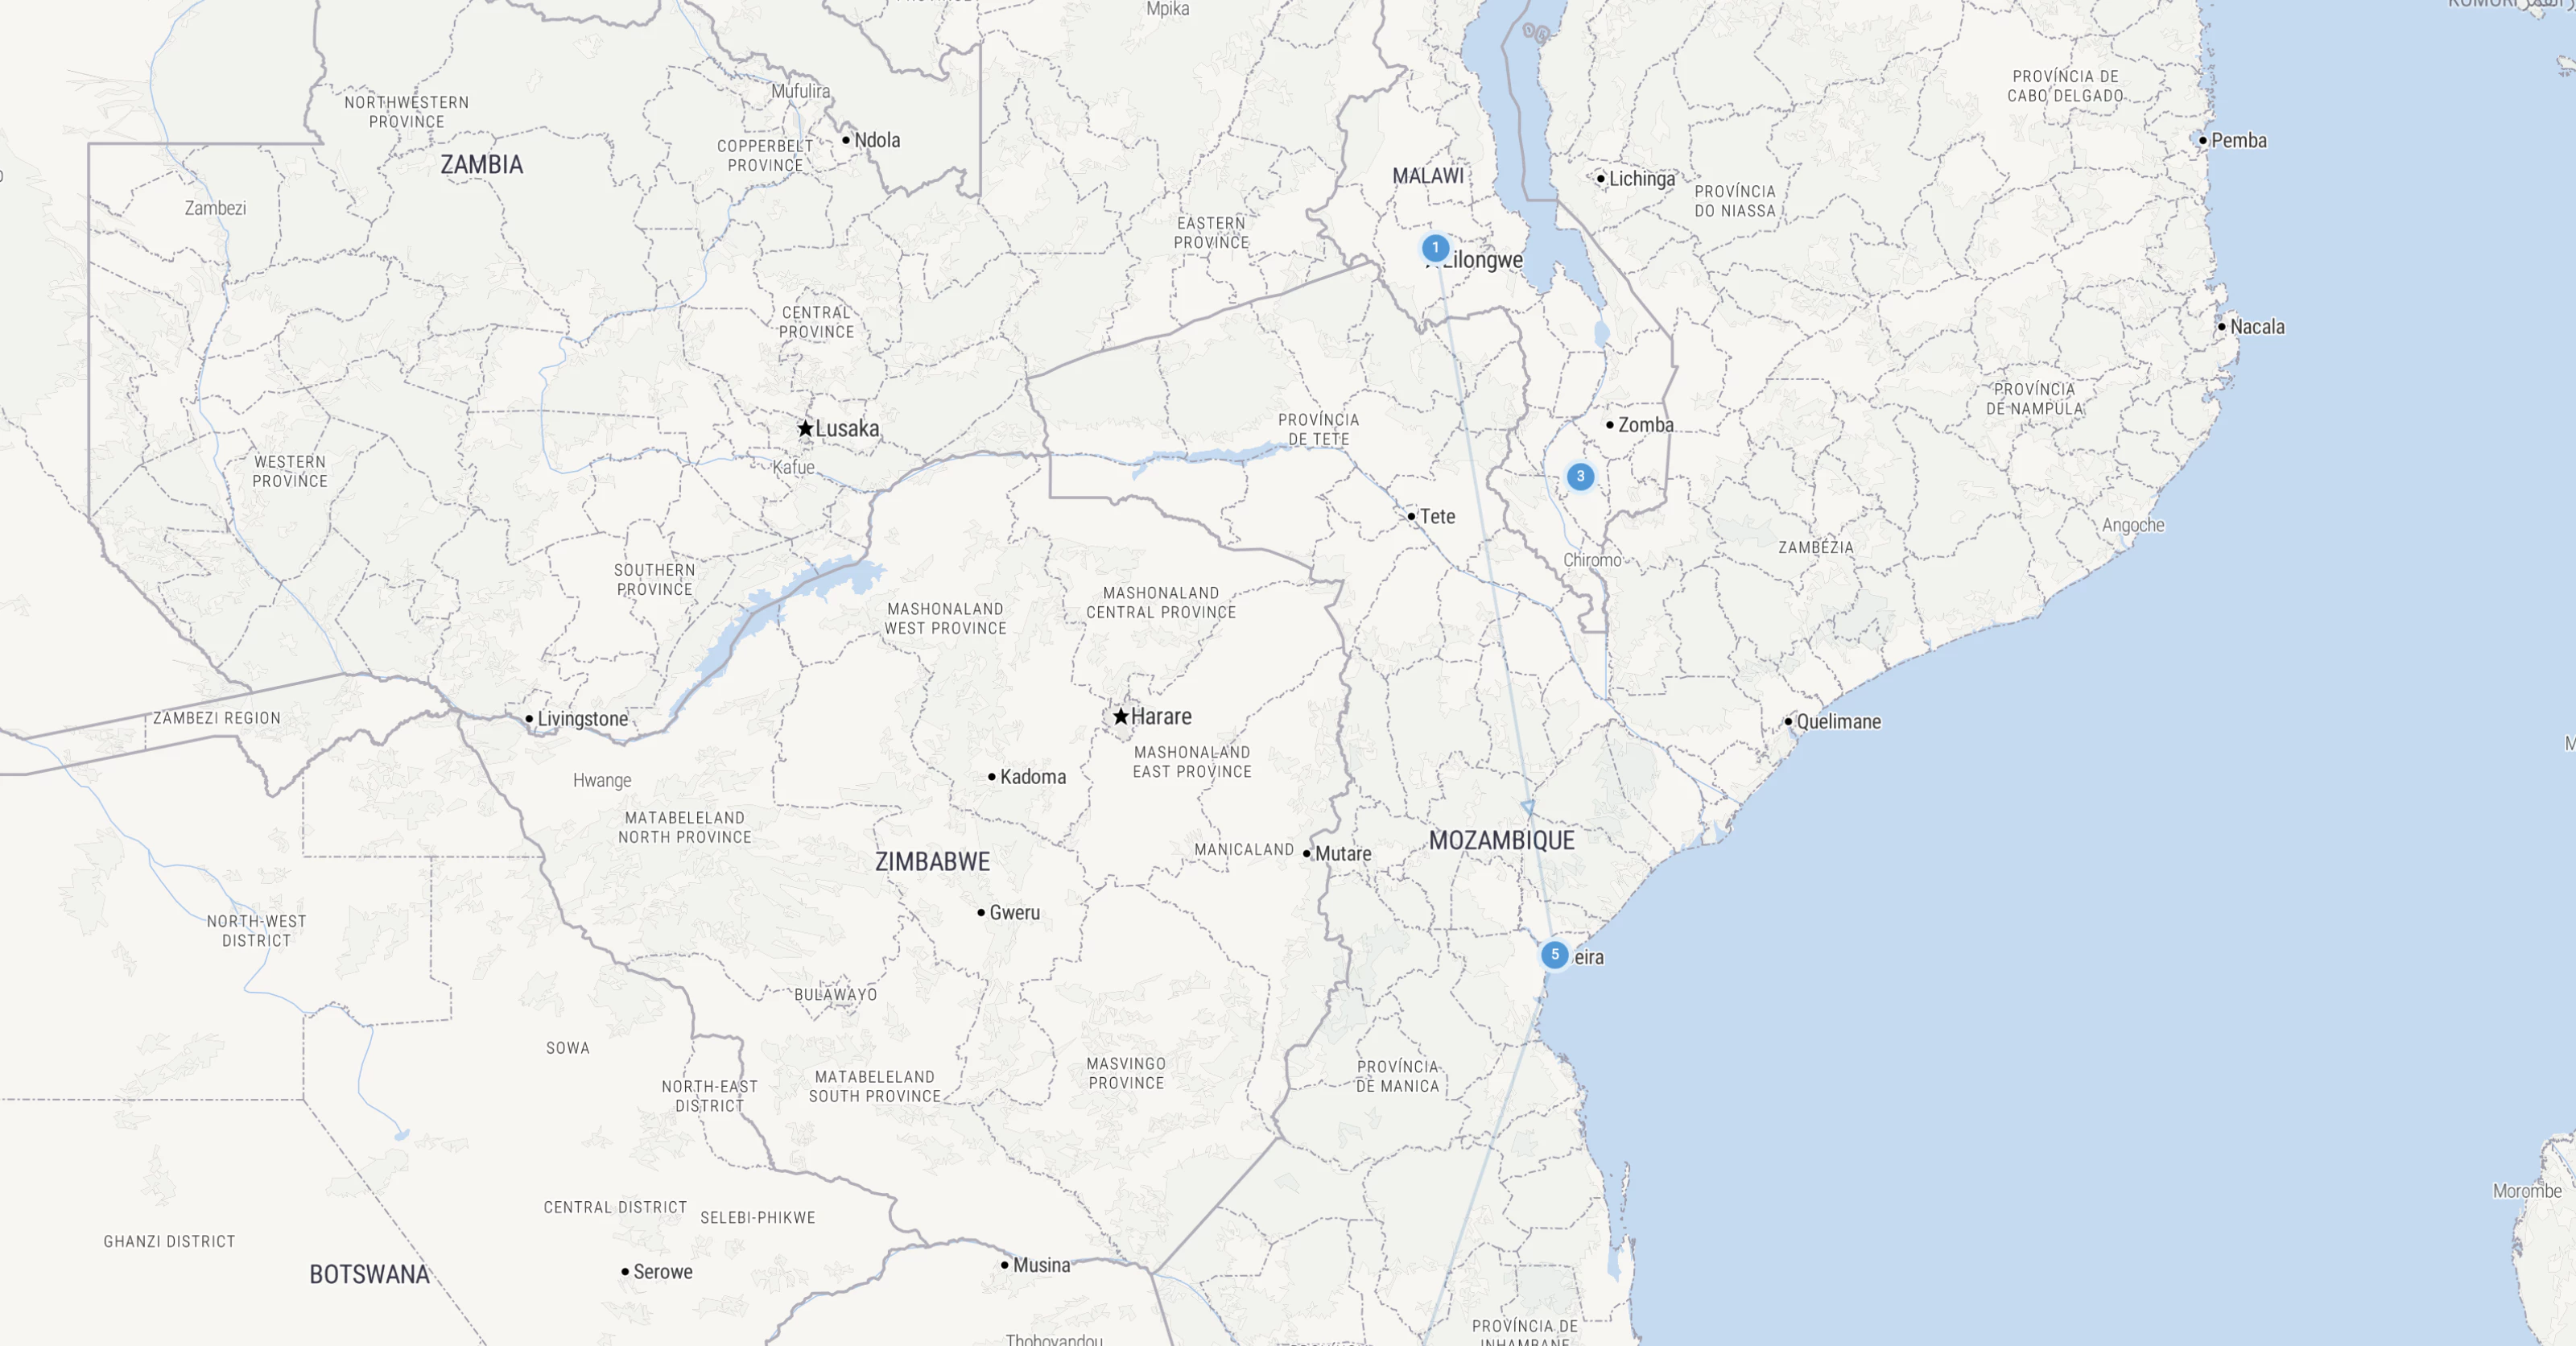 Mpika
NORTHWESTERN
PROVINCE
Mufulira
PROVÍNCIA DE
CABO DELGADO
ZAMBIA
COPPERBELT
PROVINCE
Ndola
Pemba
MALAWI
Lichinga
PROVÍNCIA
DO NIASSA
Zambezi
EASTERN
PROVINCE
1
Lilongwe
CENTRAL
PROVINCE
Nacala
PROVÍNCIA
DE NAMPULA
Lusaka
PROVÍNCIA
DE TETE
Zomba
WESTERN
PROVINCE
Kafue
3
Tete
Angoche
ZAMBÉZIA
Chiromo
SOUTHERN
PROVINCE
MASHONALAND
WEST PROVINCE
MASHONALAND
CENTRAL PROVINCE
ZAMBEZI REGION
Livingstone
Harare
Quelimane
MASHONALAND
EAST PROVINCE
Hwange
Kadoma
MATABELELAND
NORTH PROVINCE
ZIMBABWE
MANICALAND
Mutare
MOZAMBIQUE
NORTH-WEST
DISTRICT
Gweru
5
eira
BULAWAYO
SOWA
NORTH-EAST
DISTRICT
MATABELELAND
SOUTH PROVINCE
MASVINGO
PROVINCE
PROVÍNCIA
DE MANICA
Morombe
CENTRAL DISTRICT
SELEBI-PHIKWE
GHANZI DISTRICT
BOTSWANA
Serowe
Musina
PROVÍNCIA DE
INHAMBANE
Thohoyandou